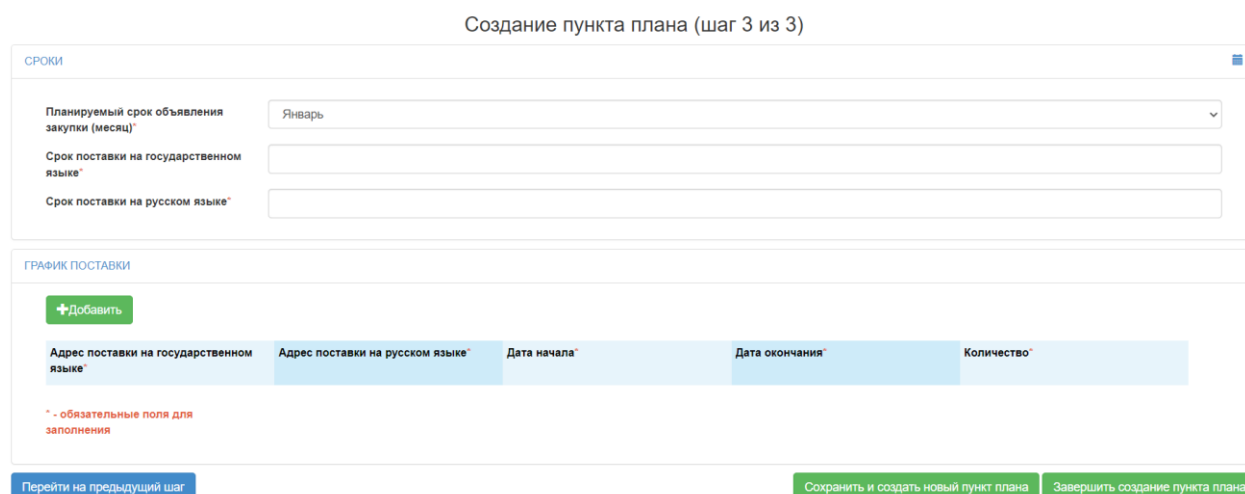 Создание пункта плана (шаг 3 из 3)
СРОКИ
Планируемый срок объявления
закупки (месяц)*
Январь
Срок поставки на государственном
языке*
Срок поставки на русском языке*
ГРАФИК ПОСТАВКИ
+Добавить
Адрес поставки на государственном
языке*
Адрес поставки на русском языке*
Дата начала*
Дата окончания*
Количество*
* - обязательные поля для
заполнения
Перейти на предыдущий шаг
Сохранить и создать новый пункт плана
Завершить создание пункта плана